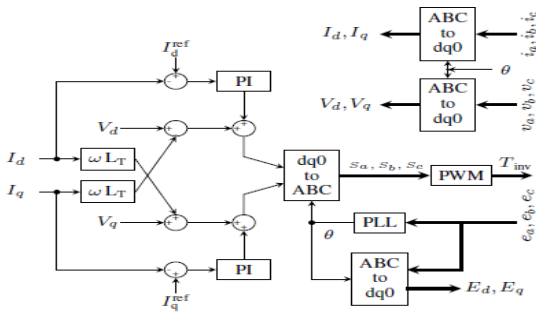 I_d^ref
PI
V_d
I_d
ω L_T
I_q
ω L_T
V_q
PI
I_q^ref
dq0
to
ABC
s_a, s_b, s_c
PWM
T_inv
θ
PLL
e_a, e_b, e_c
ABC
to
dq0
E_d, E_q
I_d, I_q
ABC
to
dq0
i_a, i_b, i_c
θ
V_d, V_q
ABC
to
dq0
v_a, v_b, v_c